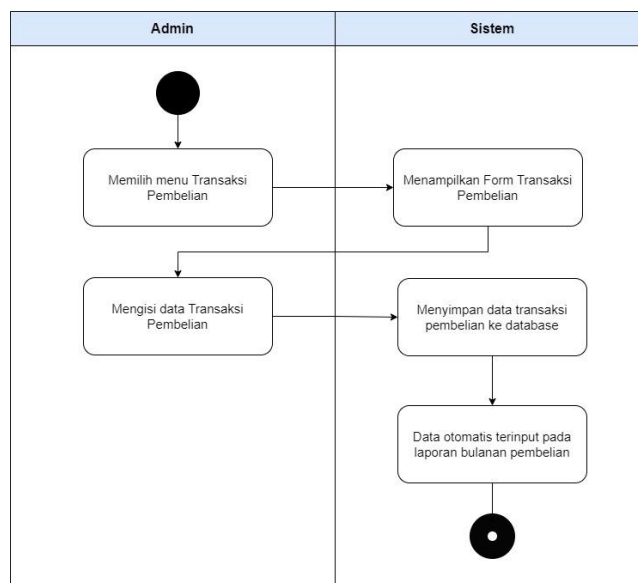 Admin
Sistem
Memilih menu Transaksi
Pembelian
Menampilkan Form Transaksi
Pembelian
Mengisi data Transaksi
Pembelian
Menyimpan data transaksi
pembelian ke database
Data otomatis terinput pada
laporan bulanan pembelian